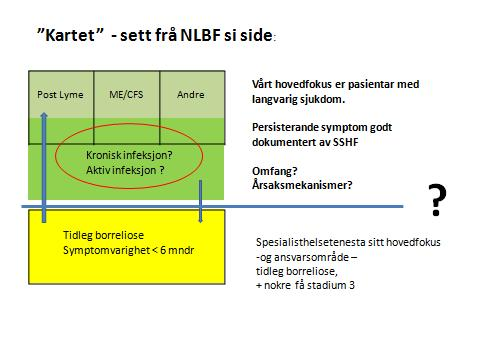 ”Kartet” - sett frå NLBF si side:
Post Lyme
ME/CFS
Andre
Kronisk infeksjon?
Aktiv infeksjon ?
Vårt hovedfokus er pasientar med
langvarig sjukdom.
Persisterande symptom godt
dokumentert av SSHF
Omfang?
Årsaksmekanismer?
?
Tidleg borreliose
Symptomvarighet < 6 mndr
Spesialisthelsetenesta sitt hovedfokus
-og ansvarsområde –
tidleg borreliose,
+ nokre få stadium 3